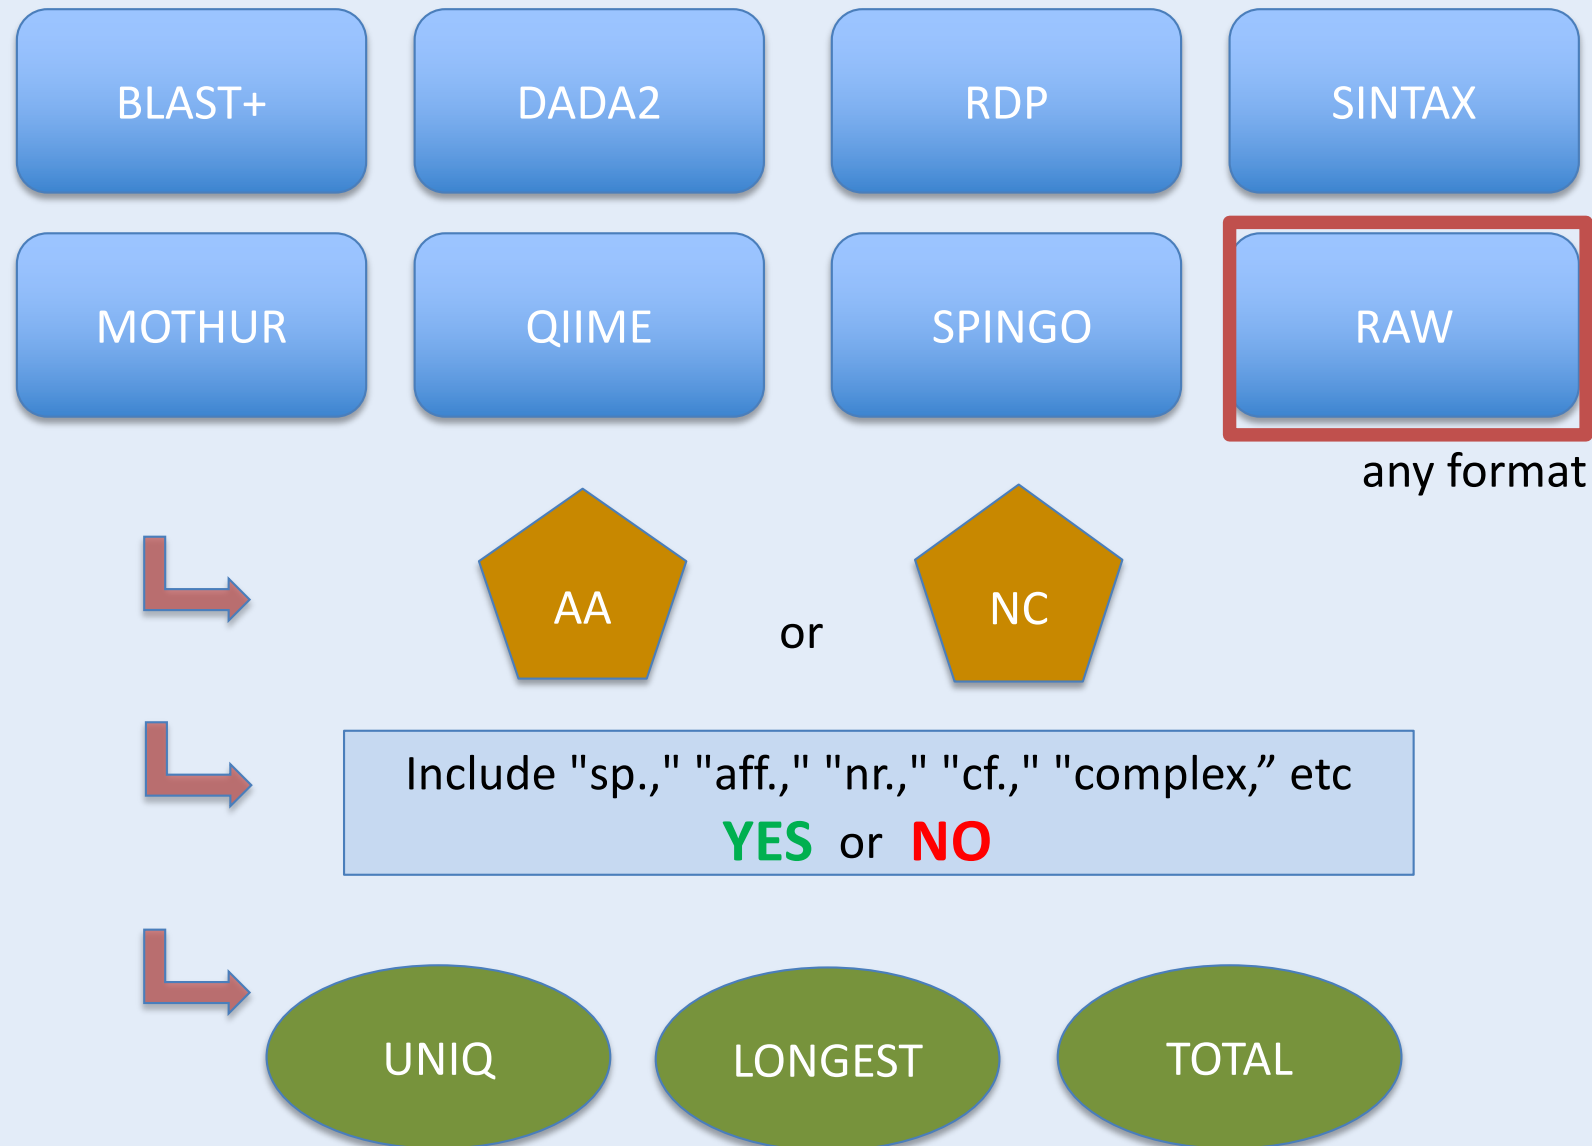 BLAST+
DADA2
RDP
SINTAX
MOTHUR
QIIME
SPINGO
RAW
any format
AA
or
NC
Include "sp.," "aff.," "nr.," "cf.," "complex,” etc
YES or NO
UNIQ
LONGEST
TOTAL